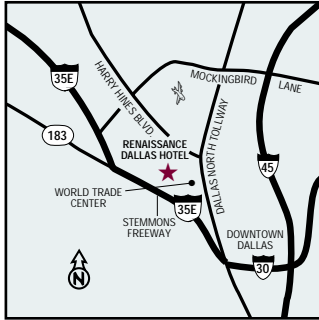 35E
HARRY HINES BLVD.
MOCKINGBIRD LANE
183
RENAISSANCE
DALLAS HOTEL
DALLAS NORTH TOLLWAY
45
WORLD TRADE
CENTER
35E
STEMMONS
FREEWAY
DOWNTOWN
DALLAS
30
N